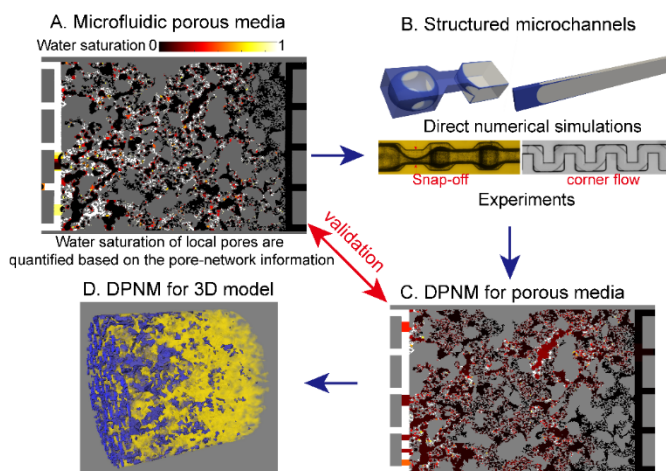 A. Microfluidic porous media
Water saturation 0 1
Water saturation of local pores are
quantified based on the pore-network information
B. Structured microchannels
Direct numerical simulations
Snap-off
corner flow
Experiments
validation
C. DPNM for porous media
D. DPNM for 3D model